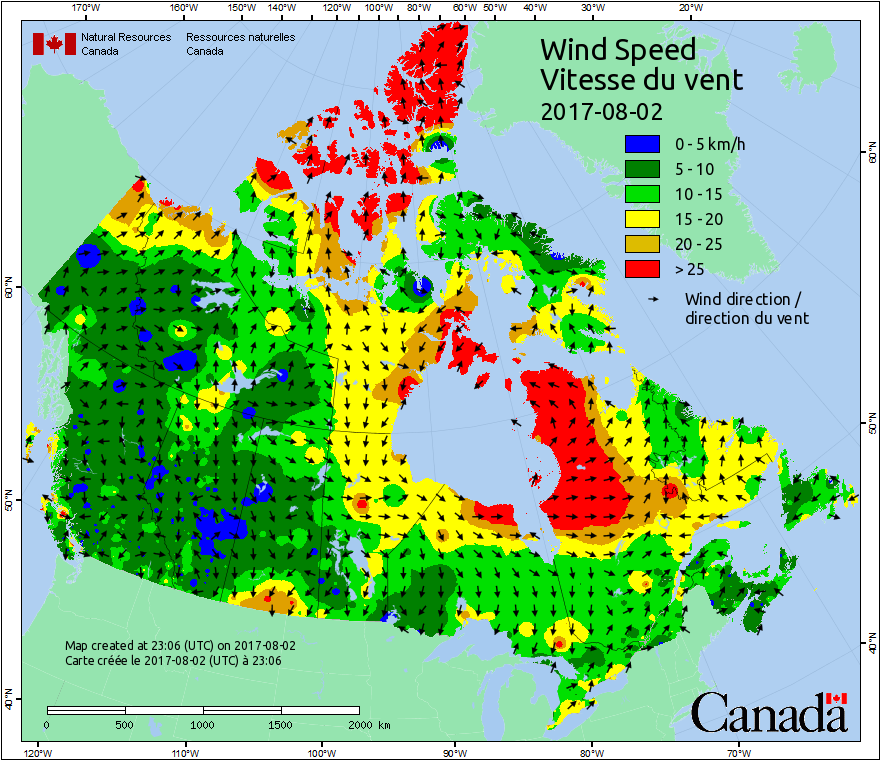 170°W 160°W 150°W 140°W 120°W 100°W 80°W 60°W 50°W 40°W 30°W 20°W
Natural Resources Canada
Ressources naturelles Canada
Wind Speed
Vitesse du vent
2017-08-02
0 - 5 km/h
5 - 10
10 - 15
15 - 20
20 - 25
> 25
Wind direction /
direction du vent
60°N
50°N
40°N
60°N
50°N
40°N
Map created at 23:06 (UTC) on 2017-08-02
Carte créée le 2017-08-02 (UTC) à 23:06
0 500 1000 1500 2000 km
Canada
120°W 110°W 100°W 90°W 80°W 70°W